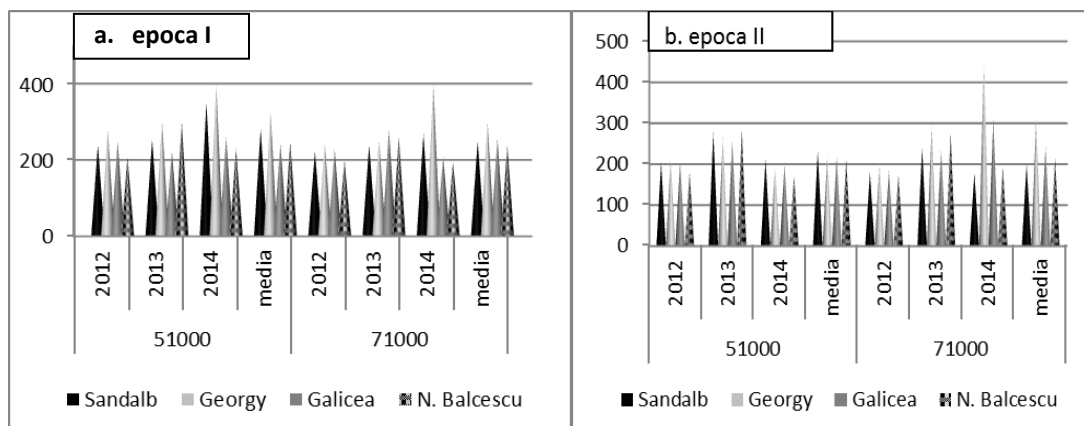 a. epoca I
400
200
0
2012
2013
2014
media
2012
2013
2014
media
51000
71000
Sandalb
Georgy
Galicea
N. Balcescu
b. epoca II
500
400
300
200
100
0
2012
2013
2014
media
2012
2013
2014
media
51000
71000
Sandalb
Georgy
Galicea
N. Balcescu